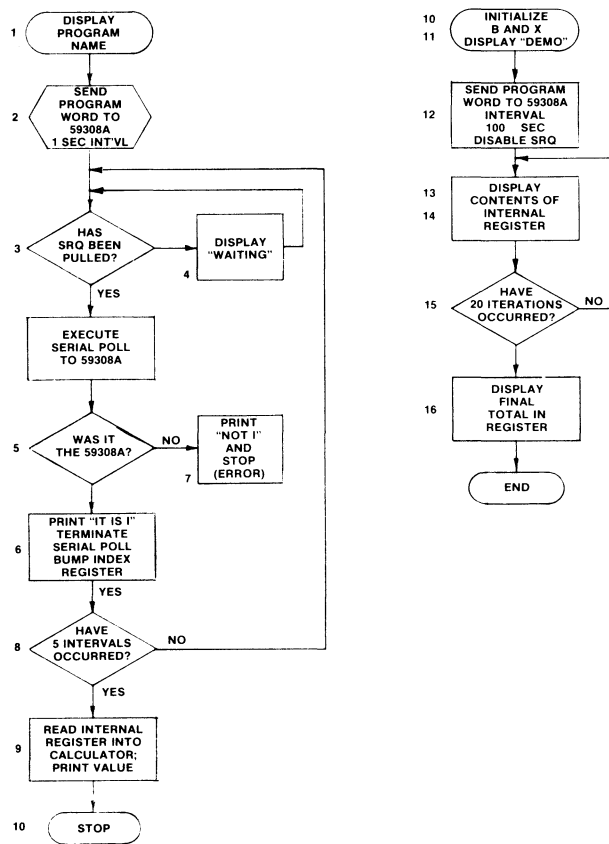 1
DISPLAY
PROGRAM
NAME
2
SEND
PROGRAM
WORD TO
59308A
1 SEC INT'VL
3
HAS
SRQ BEEN
PULLED?
4
DISPLAY
"WAITING"
YES
EXECUTE
SERIAL POLL
TO 59308A
5
WAS IT
THE 59308A?
NO
7
PRINT
"NOT I"
AND
STOP
(ERROR)
6
PRINT "IT IS I"
TERMINATE
SERIAL POLL
BUMP INDEX
REGISTER
YES
8
HAVE
5 INTERVALS
OCCURRED?
NO
YES
9
READ INTERNAL
REGISTER INTO
CALCULATOR;
PRINT VALUE
10
STOP
10
11
INITIALIZE
B AND X
DISPLAY "DEMO"
12
SEND PROGRAM
WORD TO 59308A
INTERVAL
100 SEC
DISABLE SRQ
13
14
DISPLAY
CONTENTS OF
INTERNAL
REGISTER
15
HAVE
20 ITERATIONS
OCCURRED?
NO
16
DISPLAY
FINAL
TOTAL IN
REGISTER
END